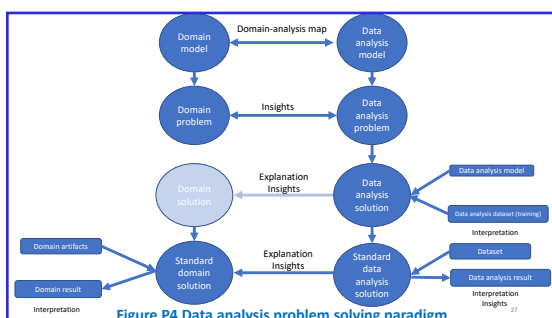 Domain
model
Domain-analysis map
Data
analysis
model
Domain
problem
Insights
Data
analysis
problem
Domain
solution
Explanation
Insights
Data
analysis
solution
Data analysis model
Data analysis dataset (training)
Interpretation
Domain artifacts
Domain result
Interpretation
Standard
domain
solution
Explanation
Insights
Standard
data
analysis
solution
Dataset
Data analysis result
Interpretation
Insights
Figure P4 Data analysis problem solving paradigm
27